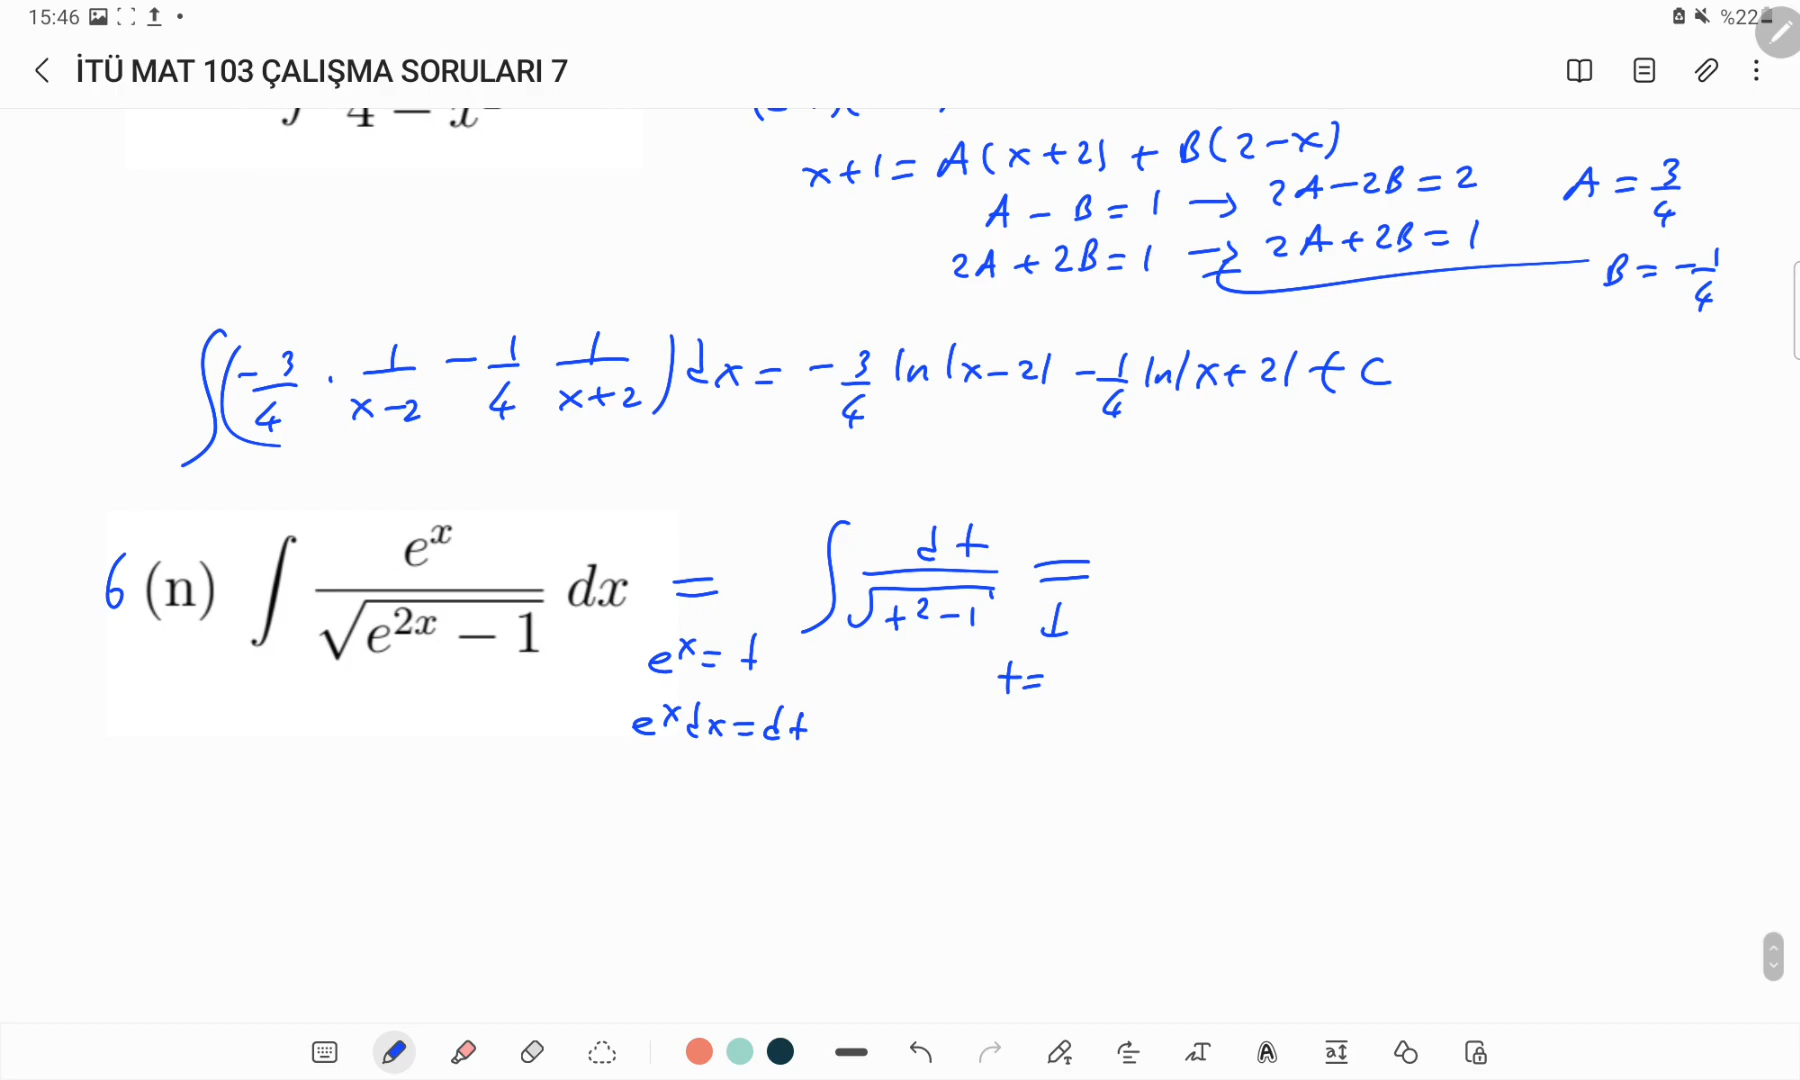 15:46 %22
İTÜ MAT 103 ÇALIŞMA SORULARI 7
4 − x
x+1 = A(x+2) + B(2−x)
A − B = 1 → 2A−2B = 2 A = 3/4
2A + 2B = 1 → 2A + 2B = 1 B = −1/4
∫(−3/4 · 1/(x−2) − 1/4 1/(x+2)) dx = −3/4 ln|x−2| −1/4 ln|x+2| + C
6 (n) ∫ e^x/√(e^{2x} − 1) dx = ∫ dt/√(t²−1) =
e^x = t
t=
e^x dx = dt